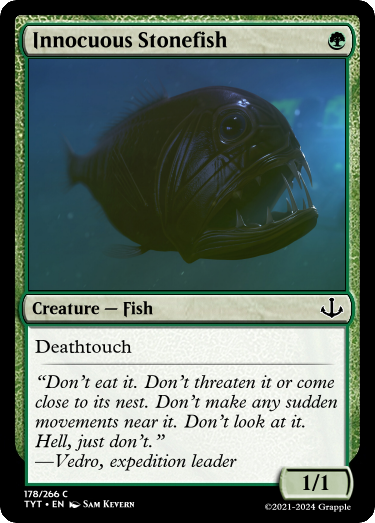 Innocuous Stonefish
Creature — Fish
Deathtouch
“Don’t eat it. Don’t threaten it or come
close to its nest. Don’t make any sudden
movements near it. Don’t look at it.
Hell, just don’t.”
—Vedro, expedition leader
1/1
178/266 C
TYT • EN Sam Kevern
©2021-2024 Grapple